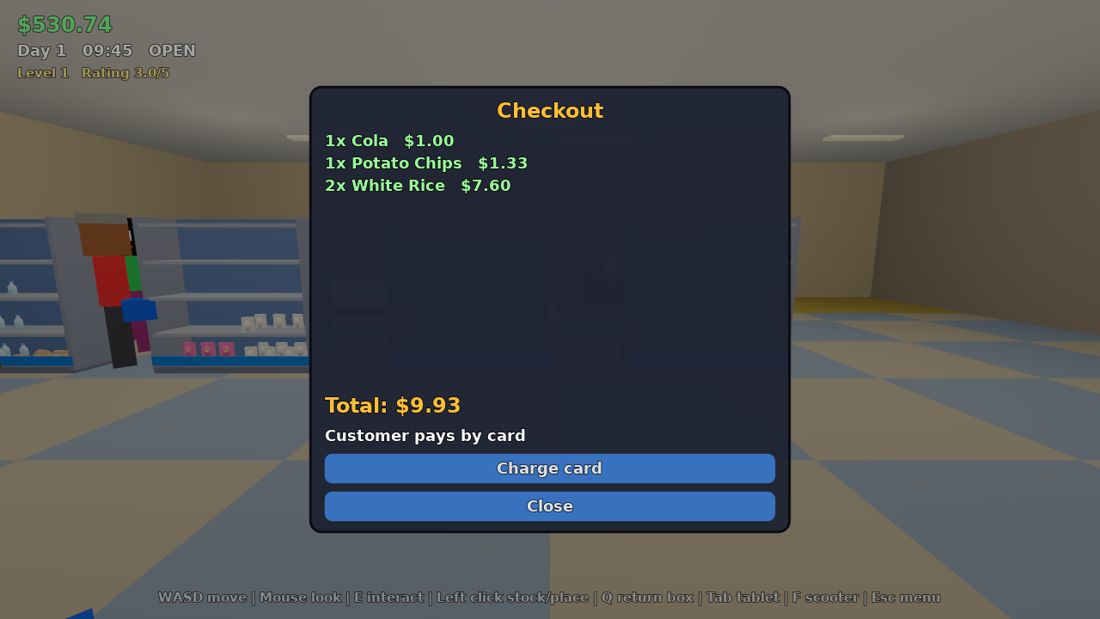 $530.74
Day 1 09:45 OPEN
Level 1 Rating 3.0/5
Checkout
1x Cola $1.00
1x Potato Chips $1.33
2x White Rice $7.60
Total: $9.93
Customer pays by card
Charge card
Close
WASD move | Mouse look | E interact | Left click stock/place | Q return box | Tab tablet | F scooter | Esc menu